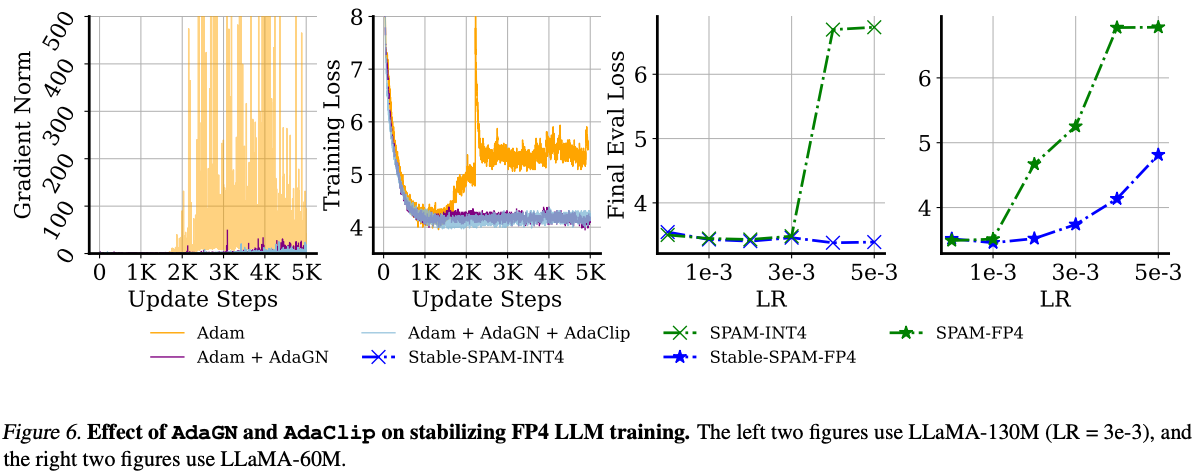 Gradient Norm
500
400
300
200
100
0
0 1K 2K 3K 4K 5K
Update Steps
Training Loss
8
7
6
5
4
0 1K 2K 3K 4K 5K
Update Steps
Final Eval Loss
6
5
4
1e-3 3e-3 5e-3
LR
6
5
4
1e-3 3e-3 5e-3
LR
Adam
Adam + AdaGN + AdaClip
SPAM-INT4
SPAM-FP4
Adam + AdaGN
Stable-SPAM-INT4
Stable-SPAM-FP4
Figure 6. Effect of AdaGN and AdaClip on stabilizing FP4 LLM training. The left two figures use LLaMA-130M (LR = 3e-3), and
the right two figures use LLaMA-60M.